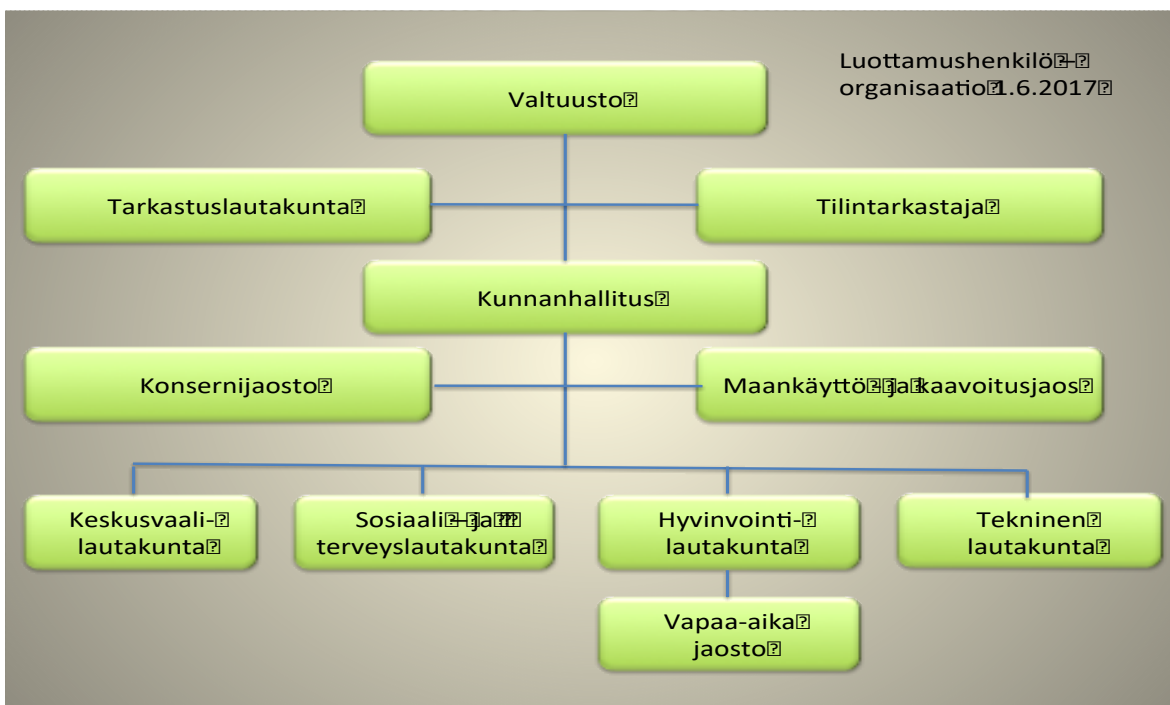 Luottamushenkilö–
organisaatio 1.6.2017
Valtuusto
Tarkastuslautakunta
Tilintarkastaja
Kunnanhallitus
Konsernijaosto
Maankäyttö- ja kaavoitusjaos
Keskusvaali-
lautakunta
Sosiaali– ja
terveyslautakunta
Hyvinvointi-
lautakunta
Tekninen
lautakunta
Vapaa-aika
jaosto